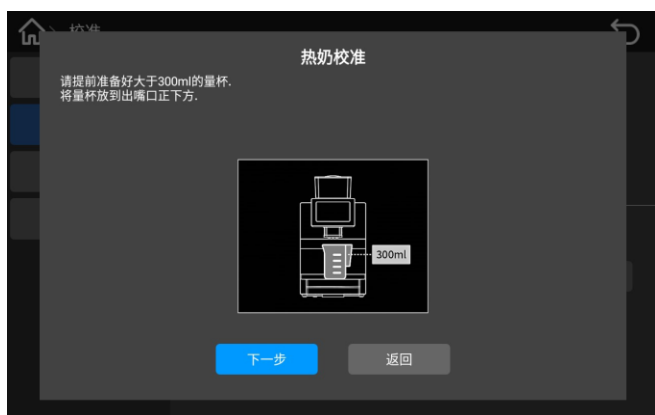 校准
热奶校准
请提前准备好大于300ml的量杯.
将量杯放到出嘴口正下方.
300ml
下一步
返回